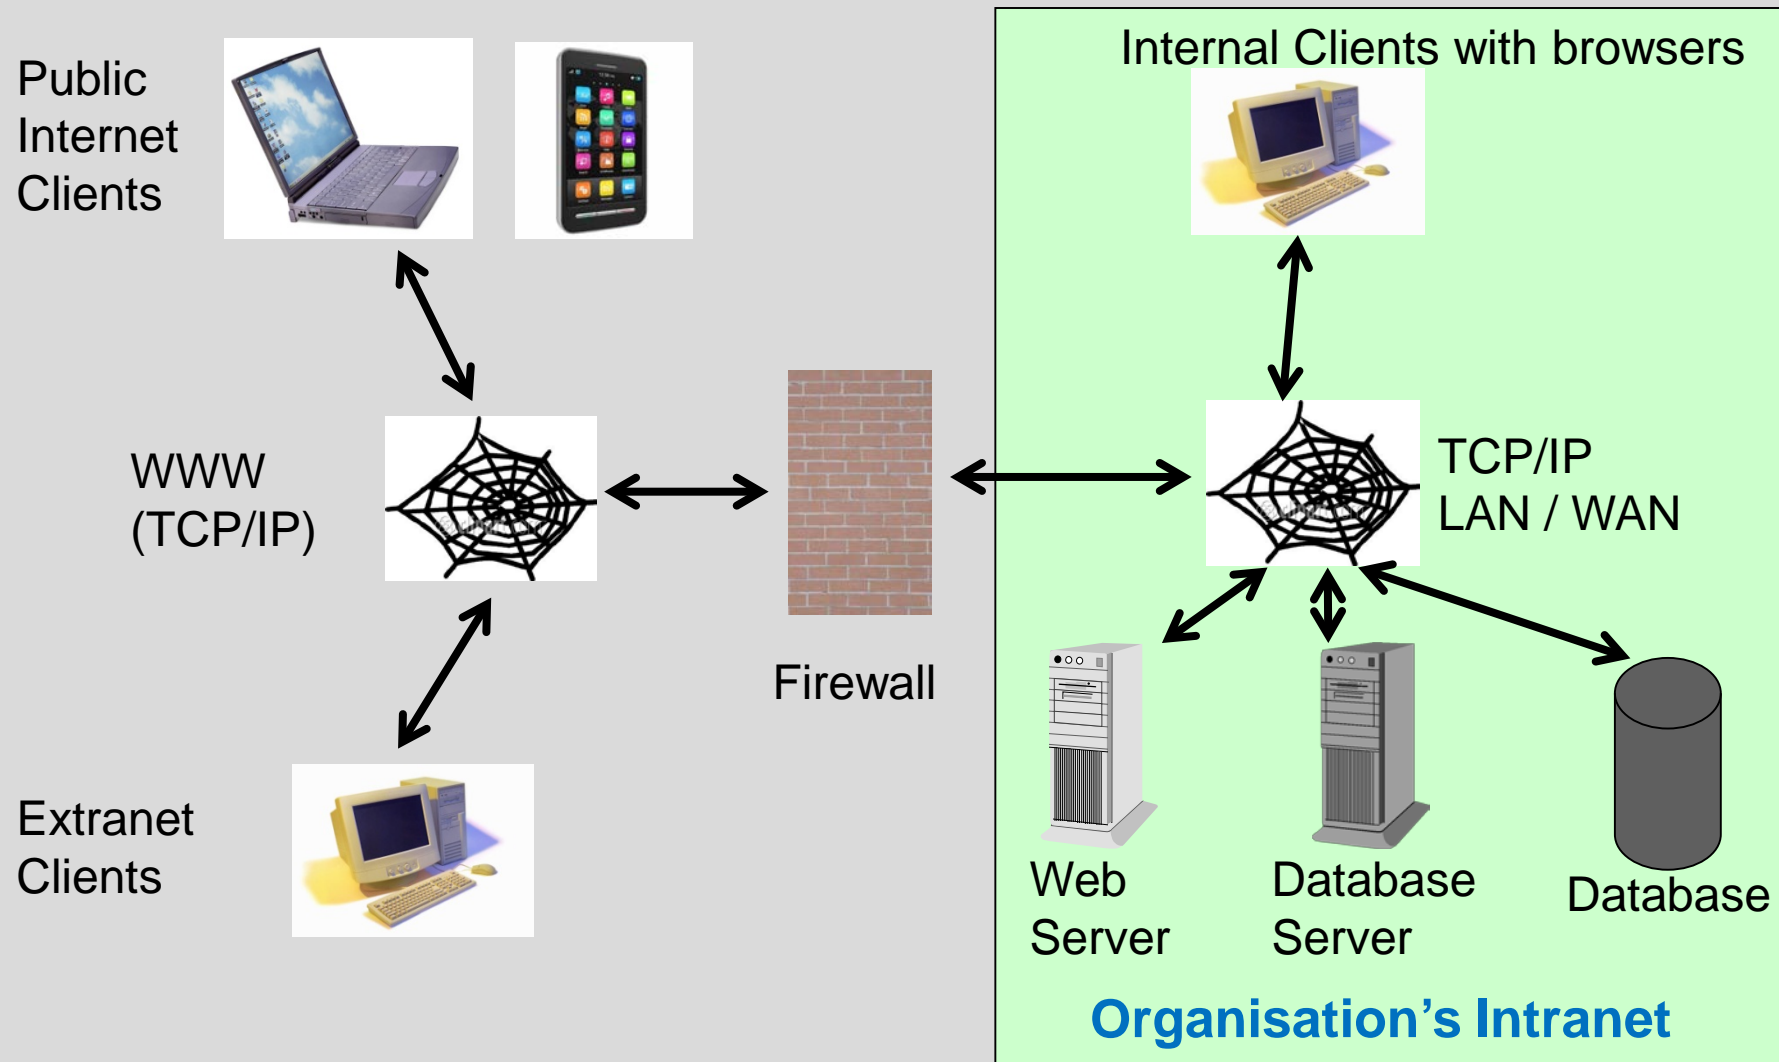 Public
Internet
Clients
Internal Clients with browsers
WWW
(TCP/IP)
TCP/IP
LAN / WAN
Firewall
Extranet
Clients
Web
Server
Database
Server
Database
Organisation’s Intranet